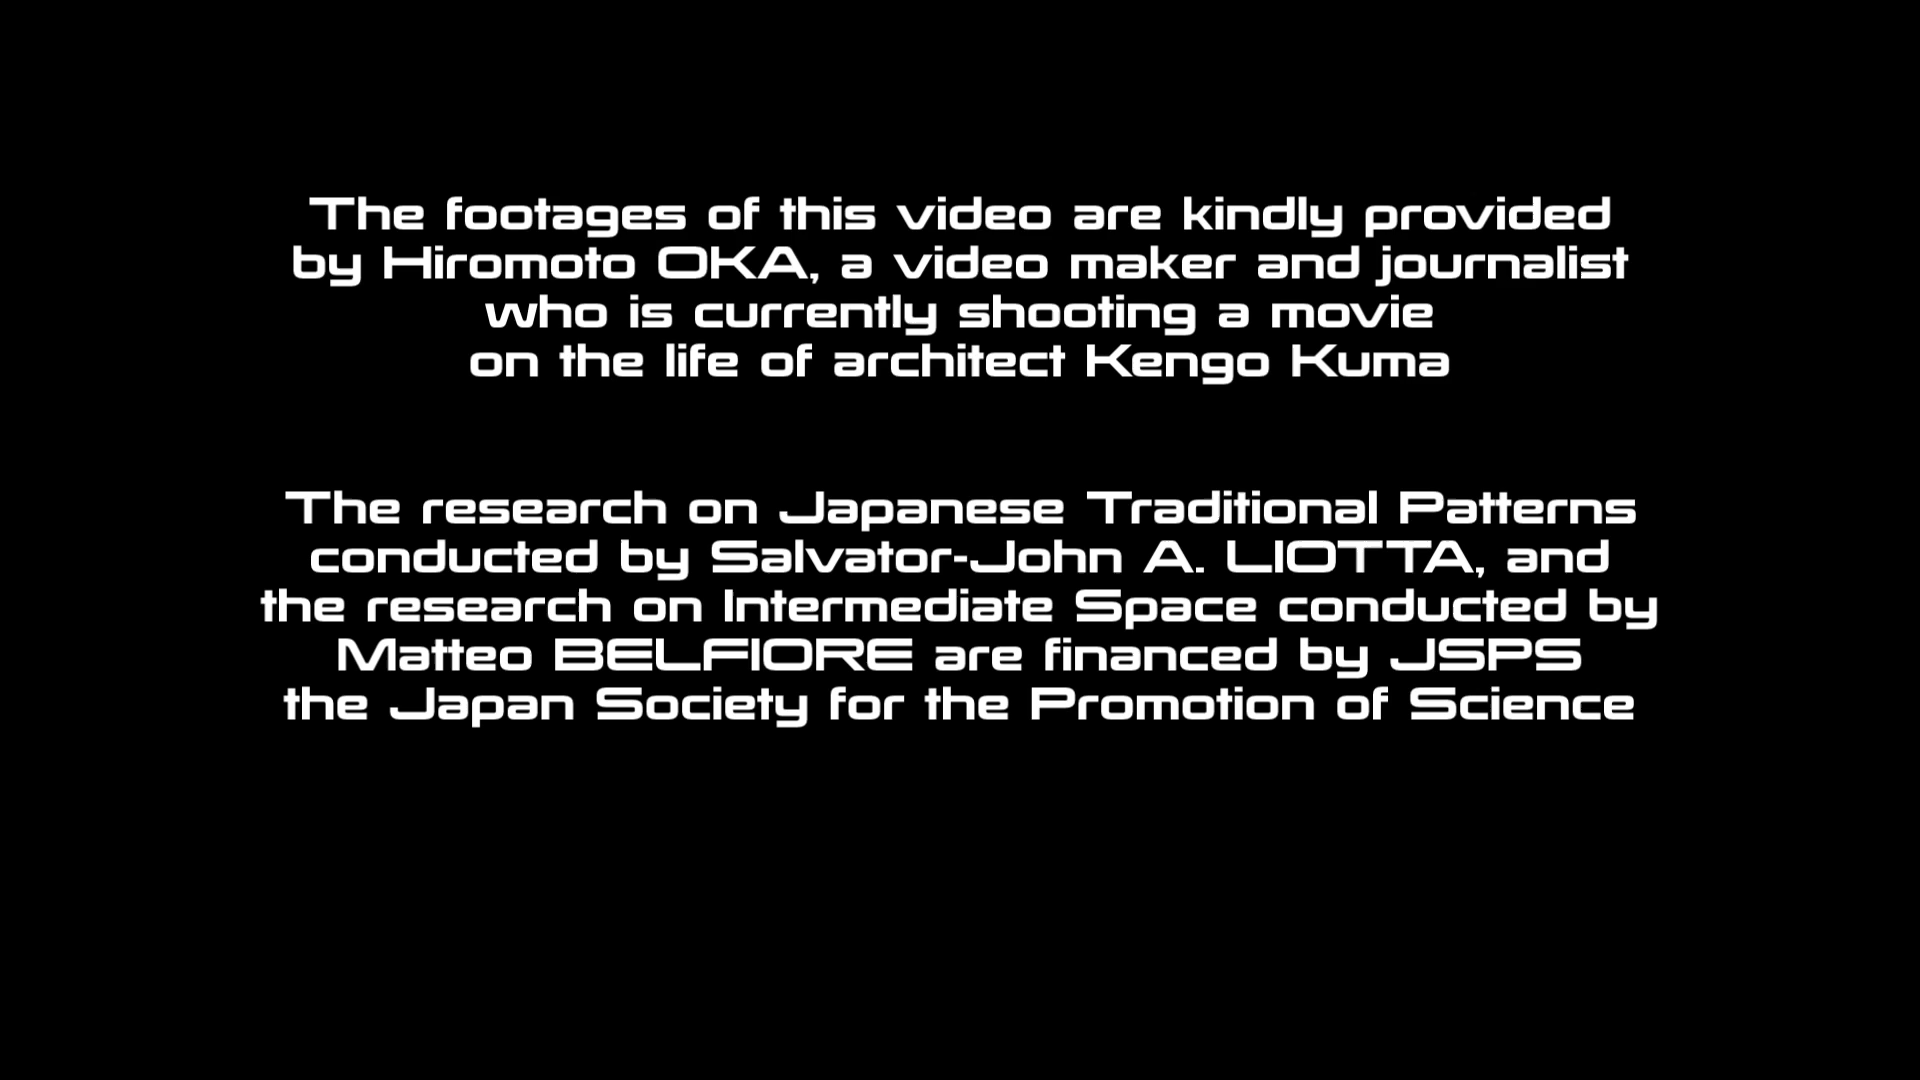 The footages of this video are kindly provided
by Hiromoto OKA, a video maker and journalist
who is currently shooting a movie
on the life of architect Kengo Kuma
The research on Japanese Traditional Patterns
conducted by Salvator-John A. LIOTTA, and
the research on Intermediate Space conducted by
Matteo BELFIORE are financed by JSPS
the Japan Society for the Promotion of Science